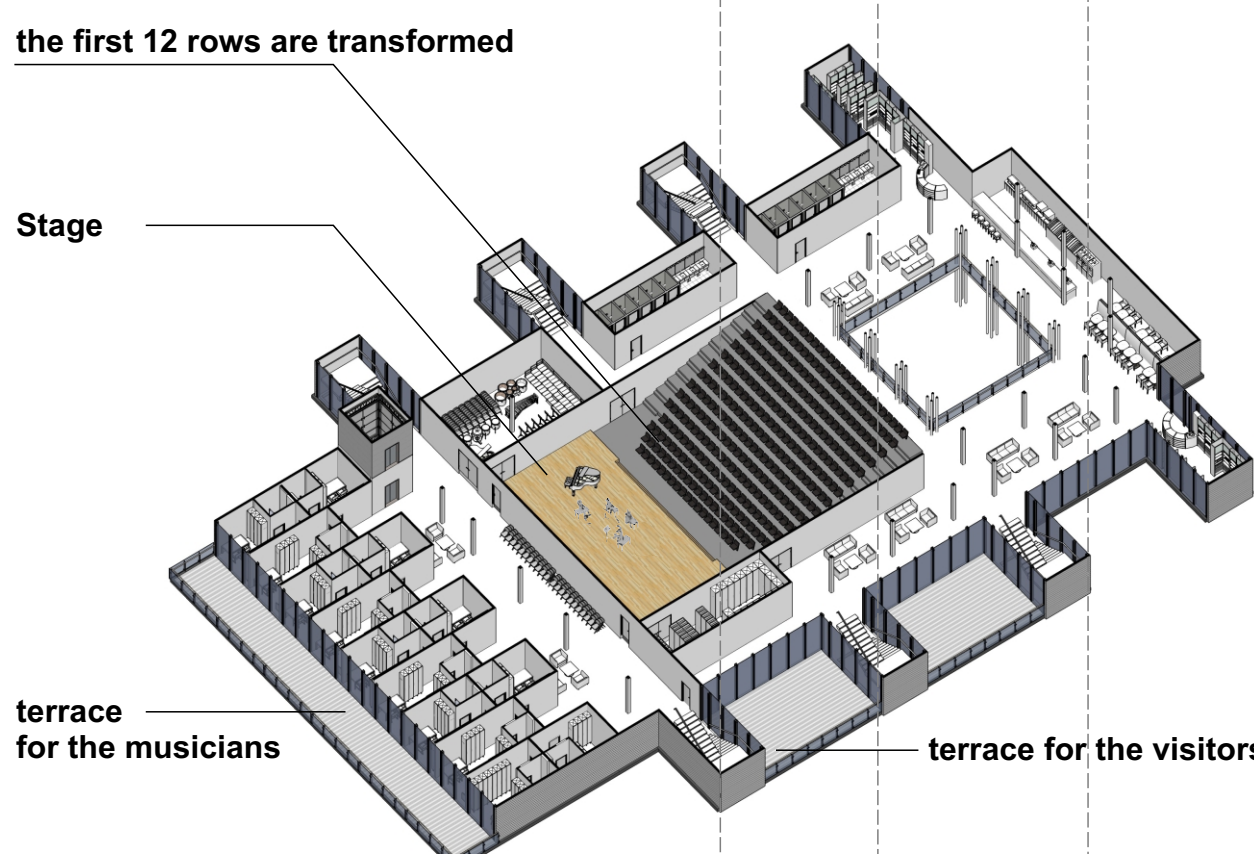 the first 12 rows are transformed
Stage
terrace
for the musicians
terrace for the visitors